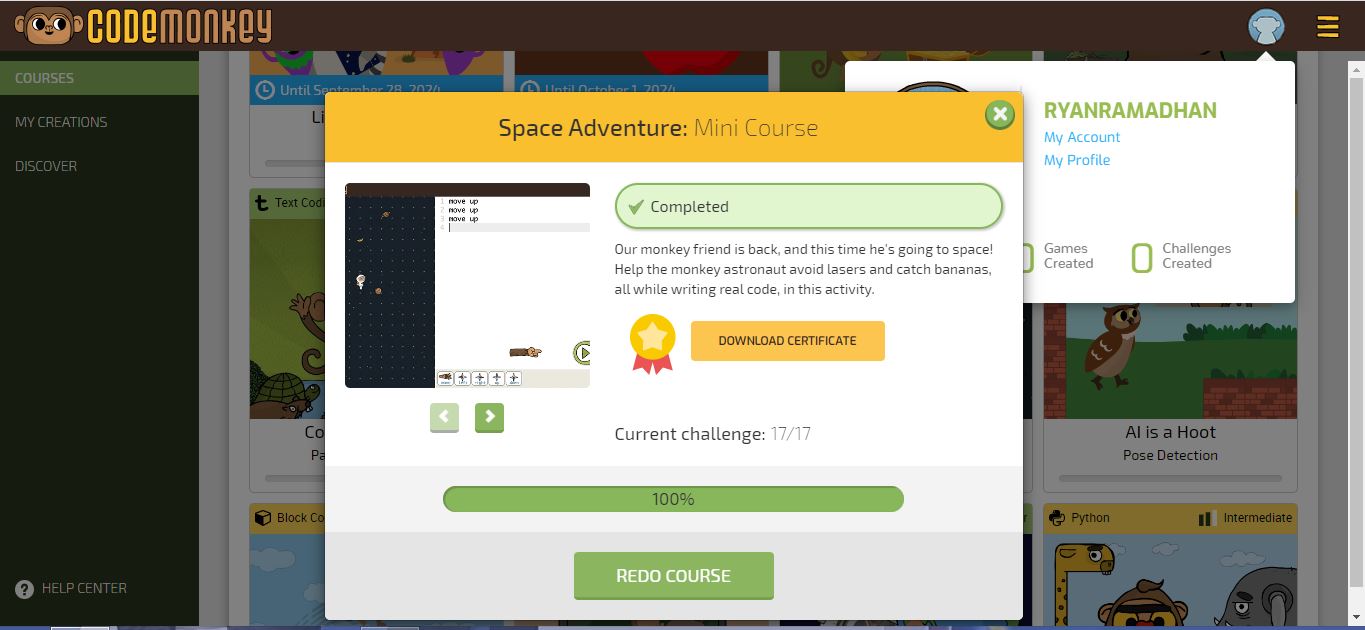 CODEMONKEY
COURSES
MY CREATIONS
DISCOVER
HELP CENTER
Until September 28, 2024
Until October 1, 2024
Li
RYANRAMADHAN
My Account
My Profile
Games
Created
0
Challenges
Created
Space Adventure: Mini Course
1 move up
2 move up
3 move up
4
Completed
Our monkey friend is back, and this time he's going to space!
Help the monkey astronaut avoid lasers and catch bananas,
all while writing real code, in this activity.
DOWNLOAD CERTIFICATE
Current challenge: 17/17
100%
REDO COURSE
t Text Codi
Co
Pa
AI is a Hoot
Pose Detection
Block Co
Python
Intermediate